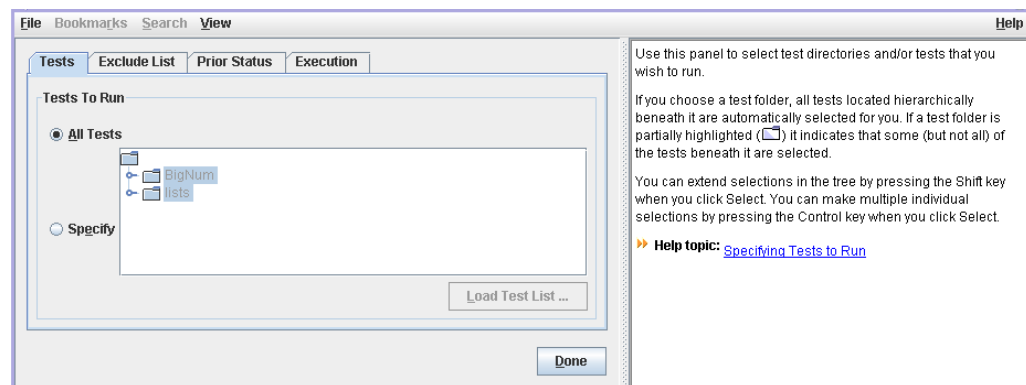 File Bookmarks Search View Help
Tests Exclude List Prior Status Execution
Tests To Run
All Tests
BigNum
lists
Specify
Load Test List ...
Done
Use this panel to select test directories and/or tests that you
wish to run.
If you choose a test folder, all tests located hierarchically
beneath it are automatically selected for you. If a test folder is
partially highlighted ( ) it indicates that some (but not all) of
the tests beneath it are selected.
You can extend selections in the tree by pressing the Shift key
when you click Select. You can make multiple individual
selections by pressing the Control key when you click Select.
Help topic: Specifying Tests to Run